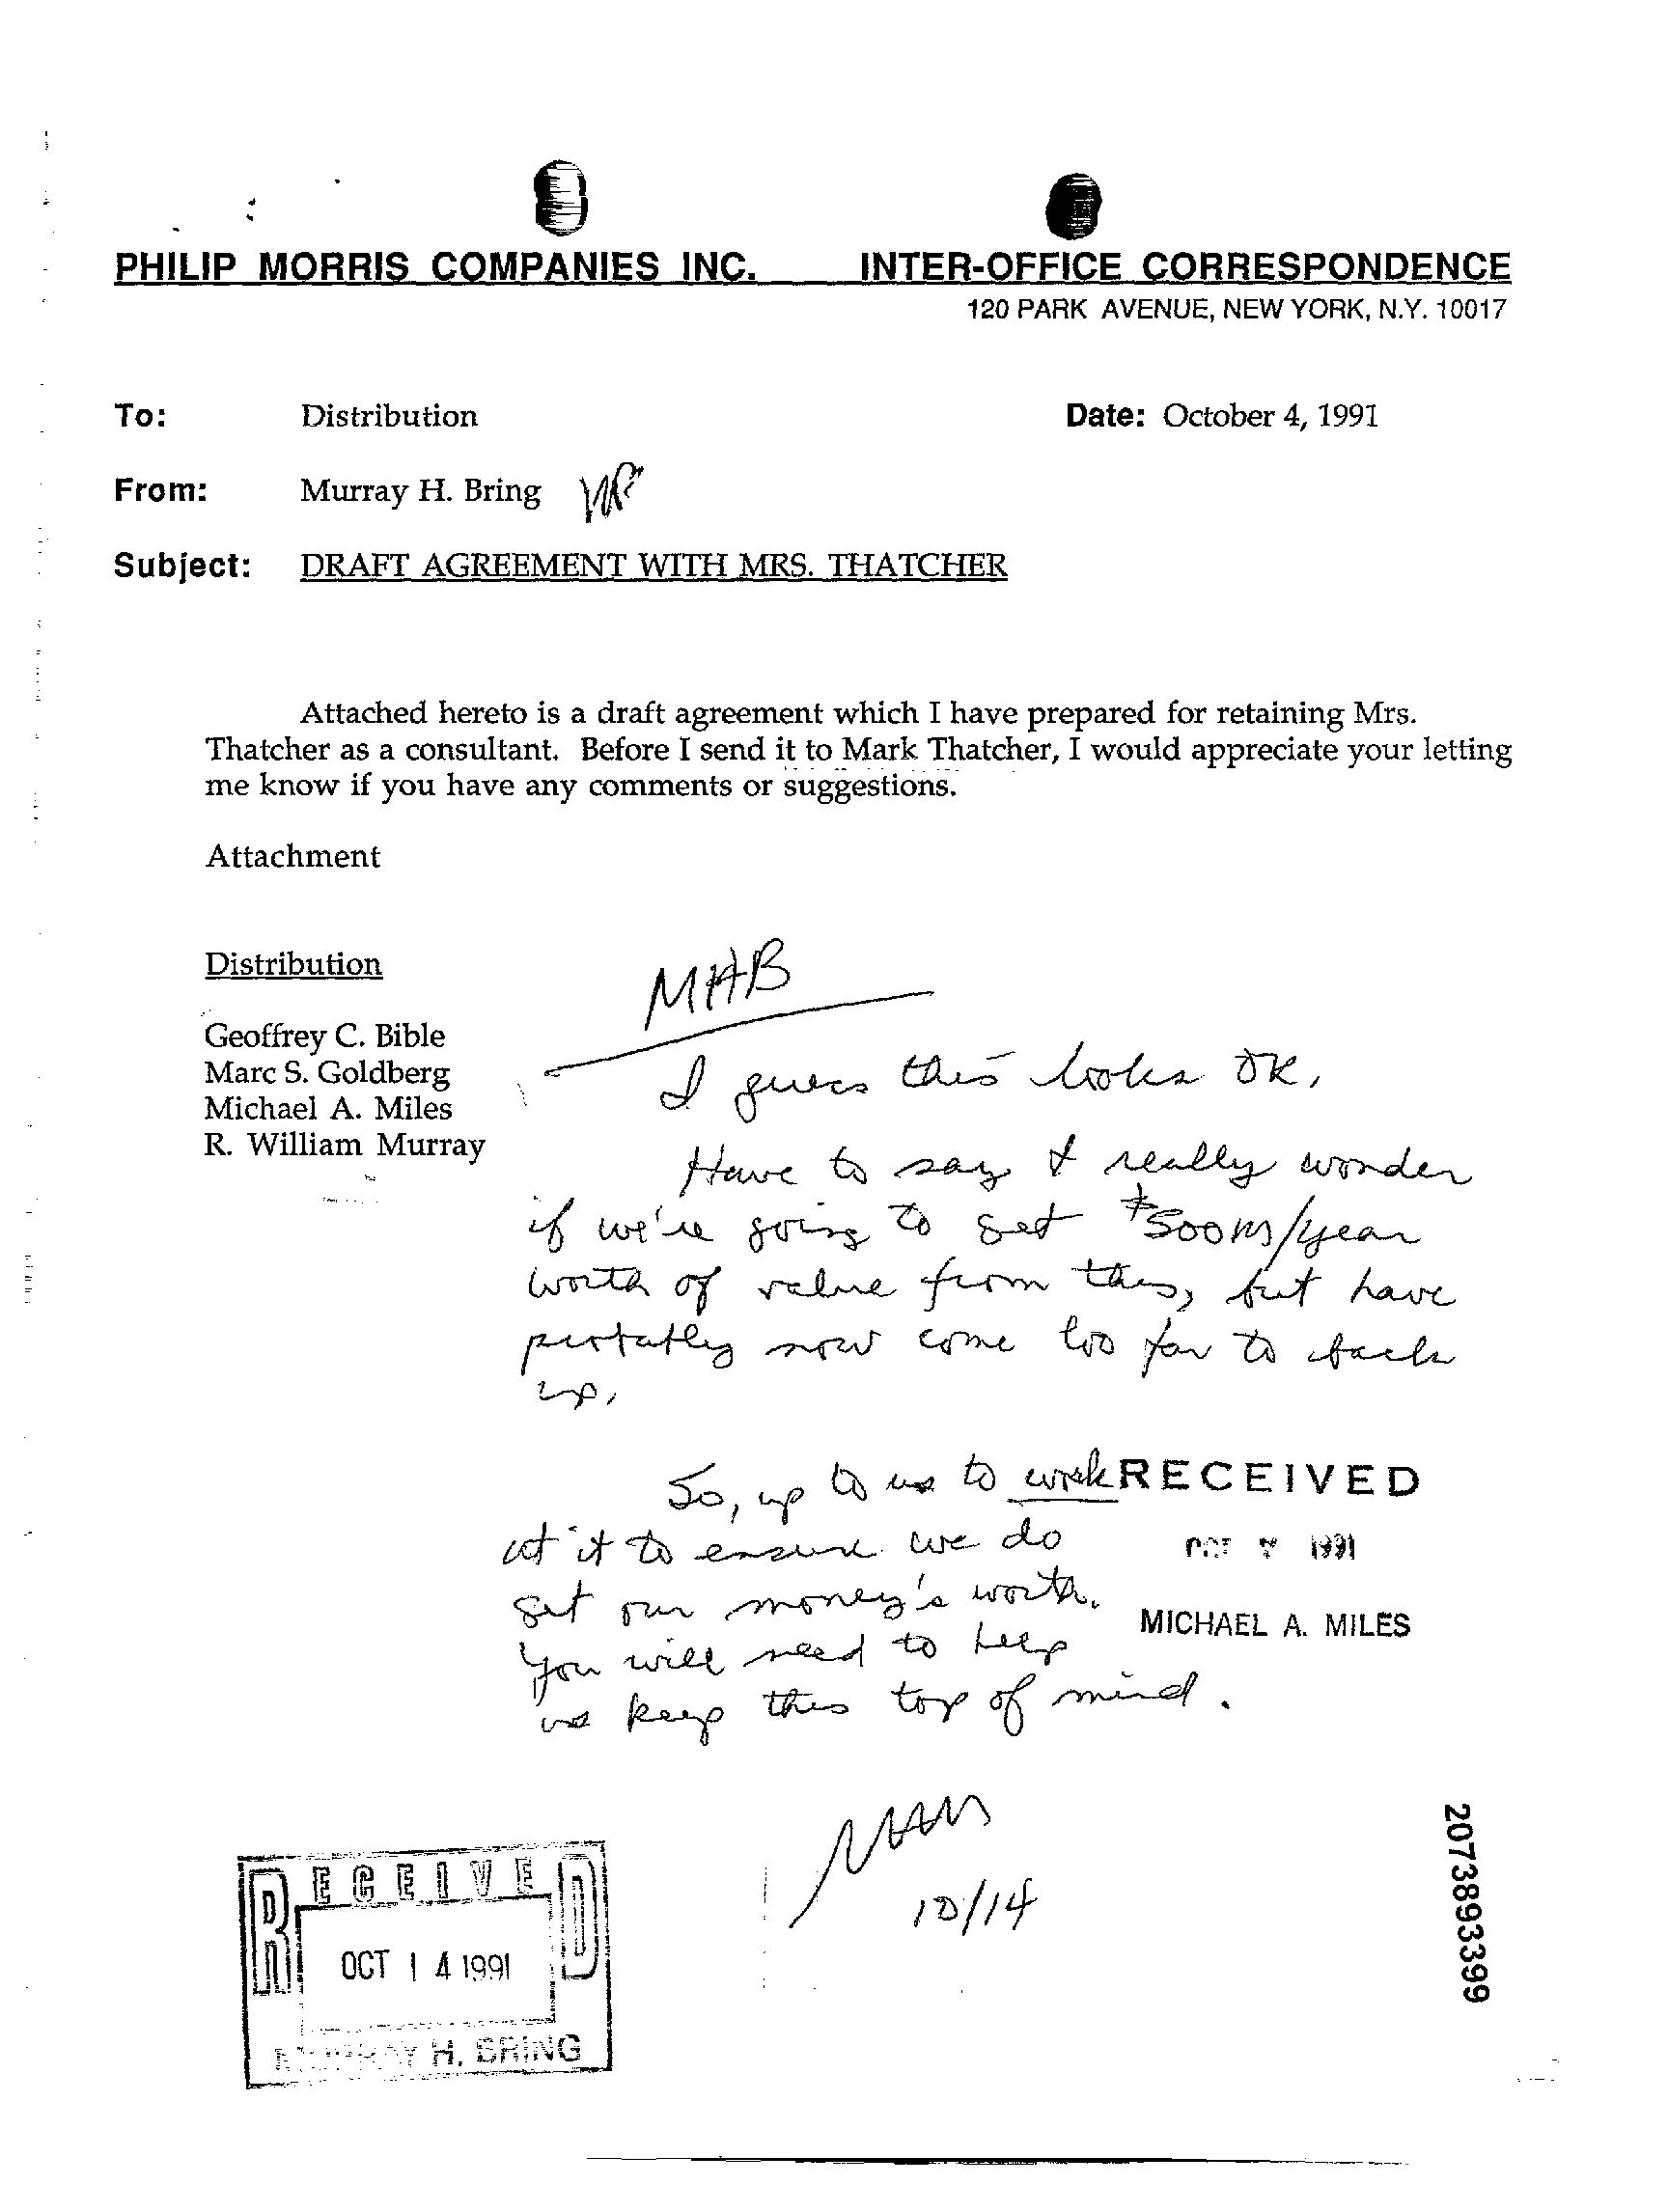 PHILIP MORRIS COMPANIES INC. INTER-OFFICE CORRESPONDENCE
120 PARK AVENUE, NEW YORK, N.Y. 10017
To: Distribution Date: October 4, 1991
From: Murray H. Bring
Subject: DRAFT AGREEMENT WITH MRS. THATCHER
Attached hereto is a draft agreement which I have prepared for retaining Mrs.
Thatcher as a consultant. Before I send it to Mark Thatcher, I would appreciate your letting
me know if you have any comments or suggestions.
Attachment
Distribution
Geoffrey C. Bible
Marc S. Goldberg
Michael A. Miles
R. William Murray
MHB
I guess this looks OK,
Have to say I really wonder
if we're going to get $500M/year
worth of value from this, but have
probably now come too far to back
up,
So, up to us to work
at it to ensure we do
get our money's worth.
You will need to help
us keep this top of mind.
MAM
10/14
RECEIVED
OCT 1991
MICHAEL A. MILES
RECEIVED
OCT 14 1991
MURRAY H. BRING
2073893399